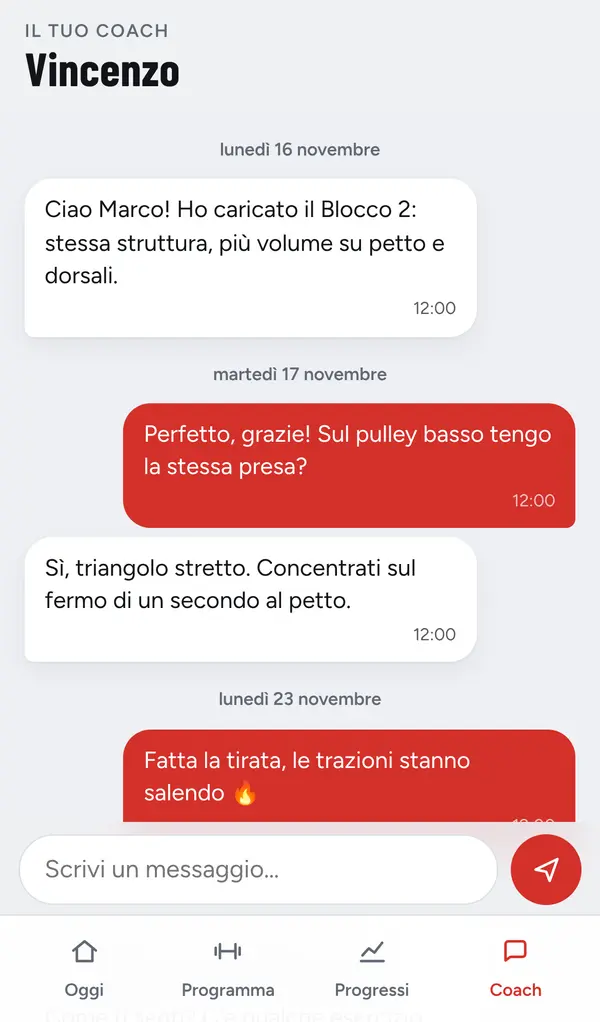 IL TUO COACH
Vincenzo
lunedì 16 novembre
Ciao Marco! Ho caricato il Blocco 2:
stessa struttura, più volume su petto e
dorsali.
12:00
martedì 17 novembre
Perfetto, grazie! Sul pulley basso tengo
la stessa presa?
12:00
Sì, triangolo stretto. Concentrati sul
fermo di un secondo al petto.
12:00
lunedì 23 novembre
Fatta la tirata, le trazioni stanno
salendo 🔥
Scrivi un messaggio...
Oggi
Programma
Progressi
Coach